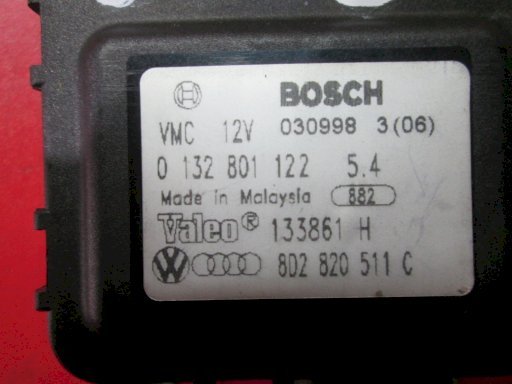 BOSCH
VMC 12V 030998 3(06)
0 132 801 122 5.4
Made in Malaysia 882
Valeo® 133861 H
8D2 820 511 C